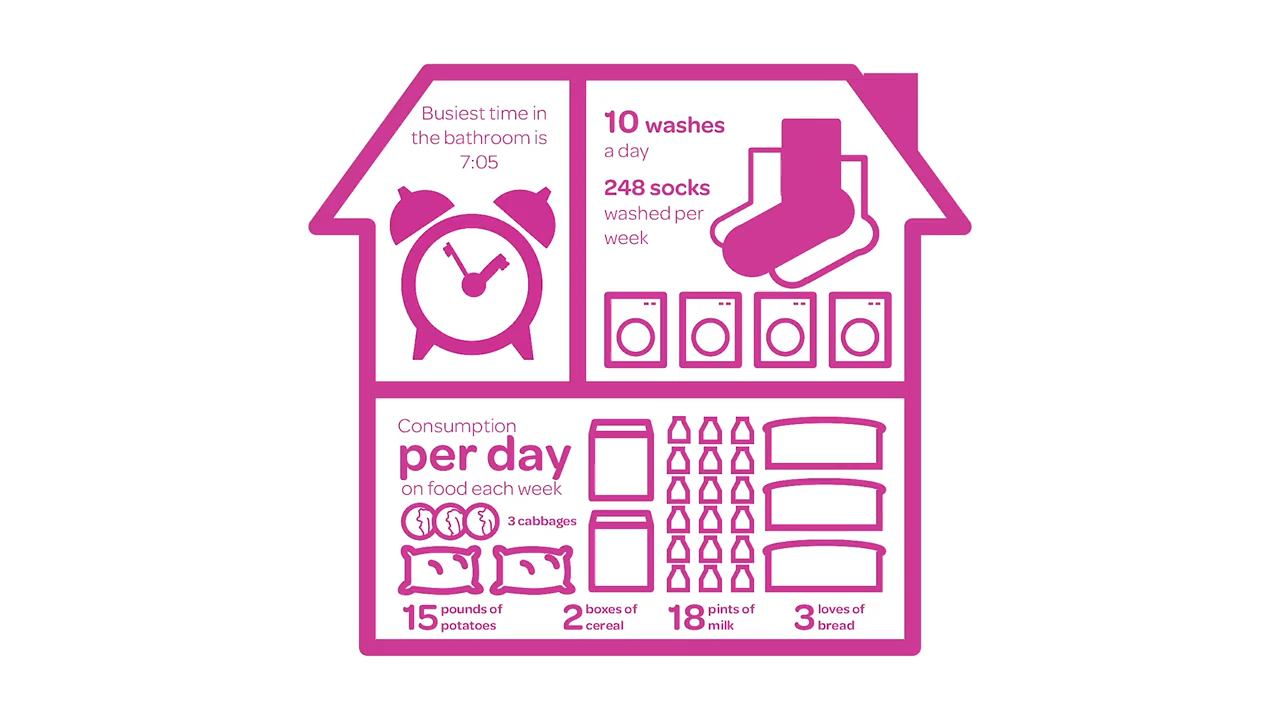 Busiest time in
the bathroom is
7:05
10 washes
a day
248 socks
washed per
week
Consumption
per day
on food each week
3 cabbages
15 pounds of
potatoes
2 boxes of
cereal
18 pints of
milk
3 loves of
bread